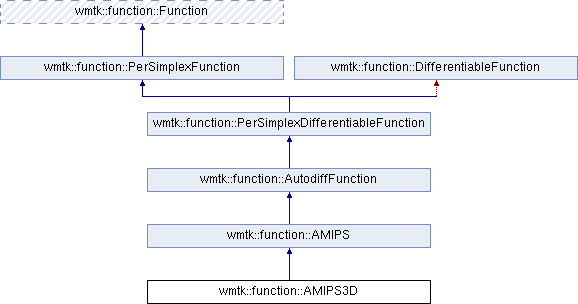 wmtk::function::Function
wmtk::function::PerSimplexFunction
wmtk::function::DifferentiableFunction
wmtk::function::PerSimplexDifferentiableFunction
wmtk::function::AutodiffFunction
wmtk::function::AMIPS
wmtk::function::AMIPS3D